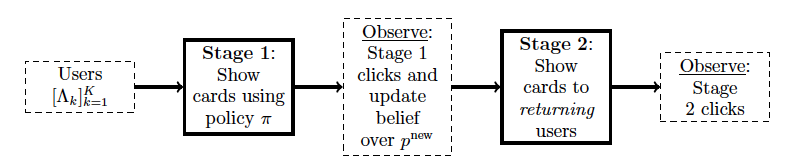 Users
[Λ_k]_{k=1}^K
Stage 1:
Show
cards using
policy π
Observe:
Stage 1
clicks and
update
belief
over p^new
Stage 2:
Show
cards to
returning
users
Observe:
Stage
2 clicks